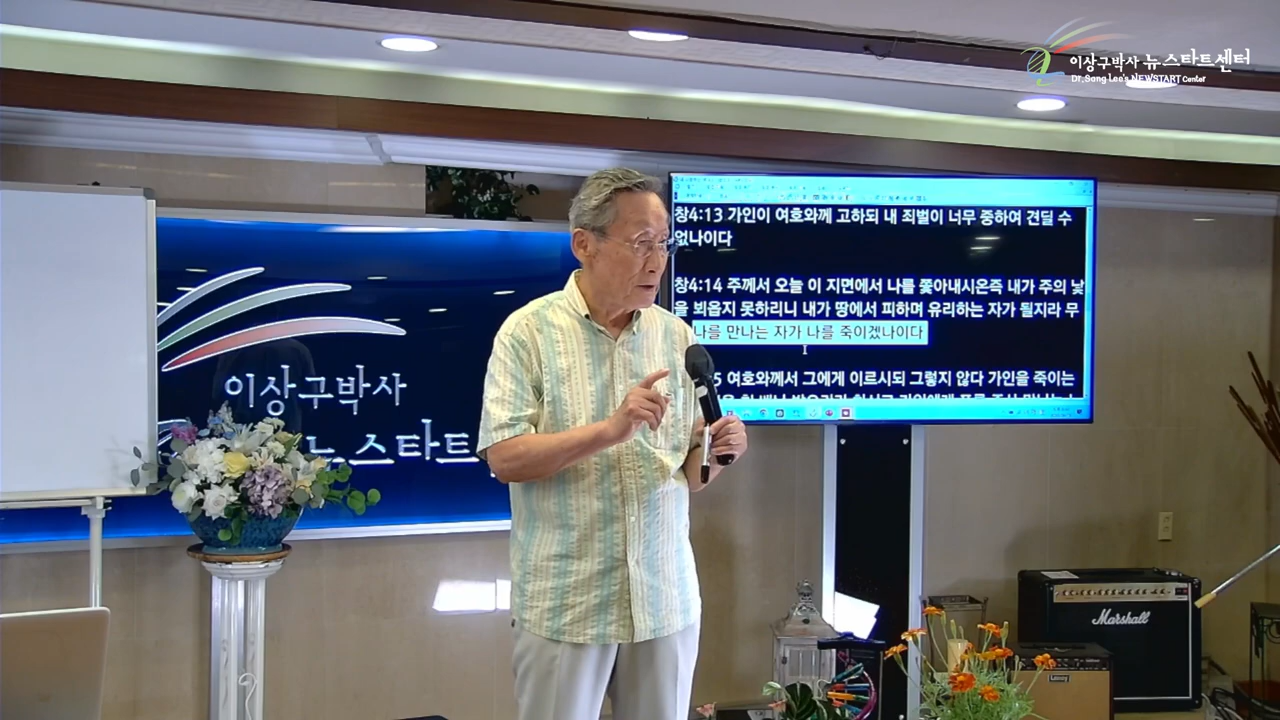 이상구박사 뉴스타트센터
Dr. Sang Lee's NEWSTART Center
창4:13 가인이 여호와께 고하되 내 죄벌이 너무 중하여 견딜 수
없나이다
창4:14 주께서 오늘 이 지면에서 나를 쫓아내시온즉 내가 주의 낯
을 뵈옵지 못하리니 내가 땅에서 피하며 유리하는 자가 될지라 무
나를 만나는 자가 나를 죽이겠나이다
5 여호와께서 그에게 이르시되 그렇지 않다 가인을 죽이는
이상구박사
뉴스타트
Marshall
Laney